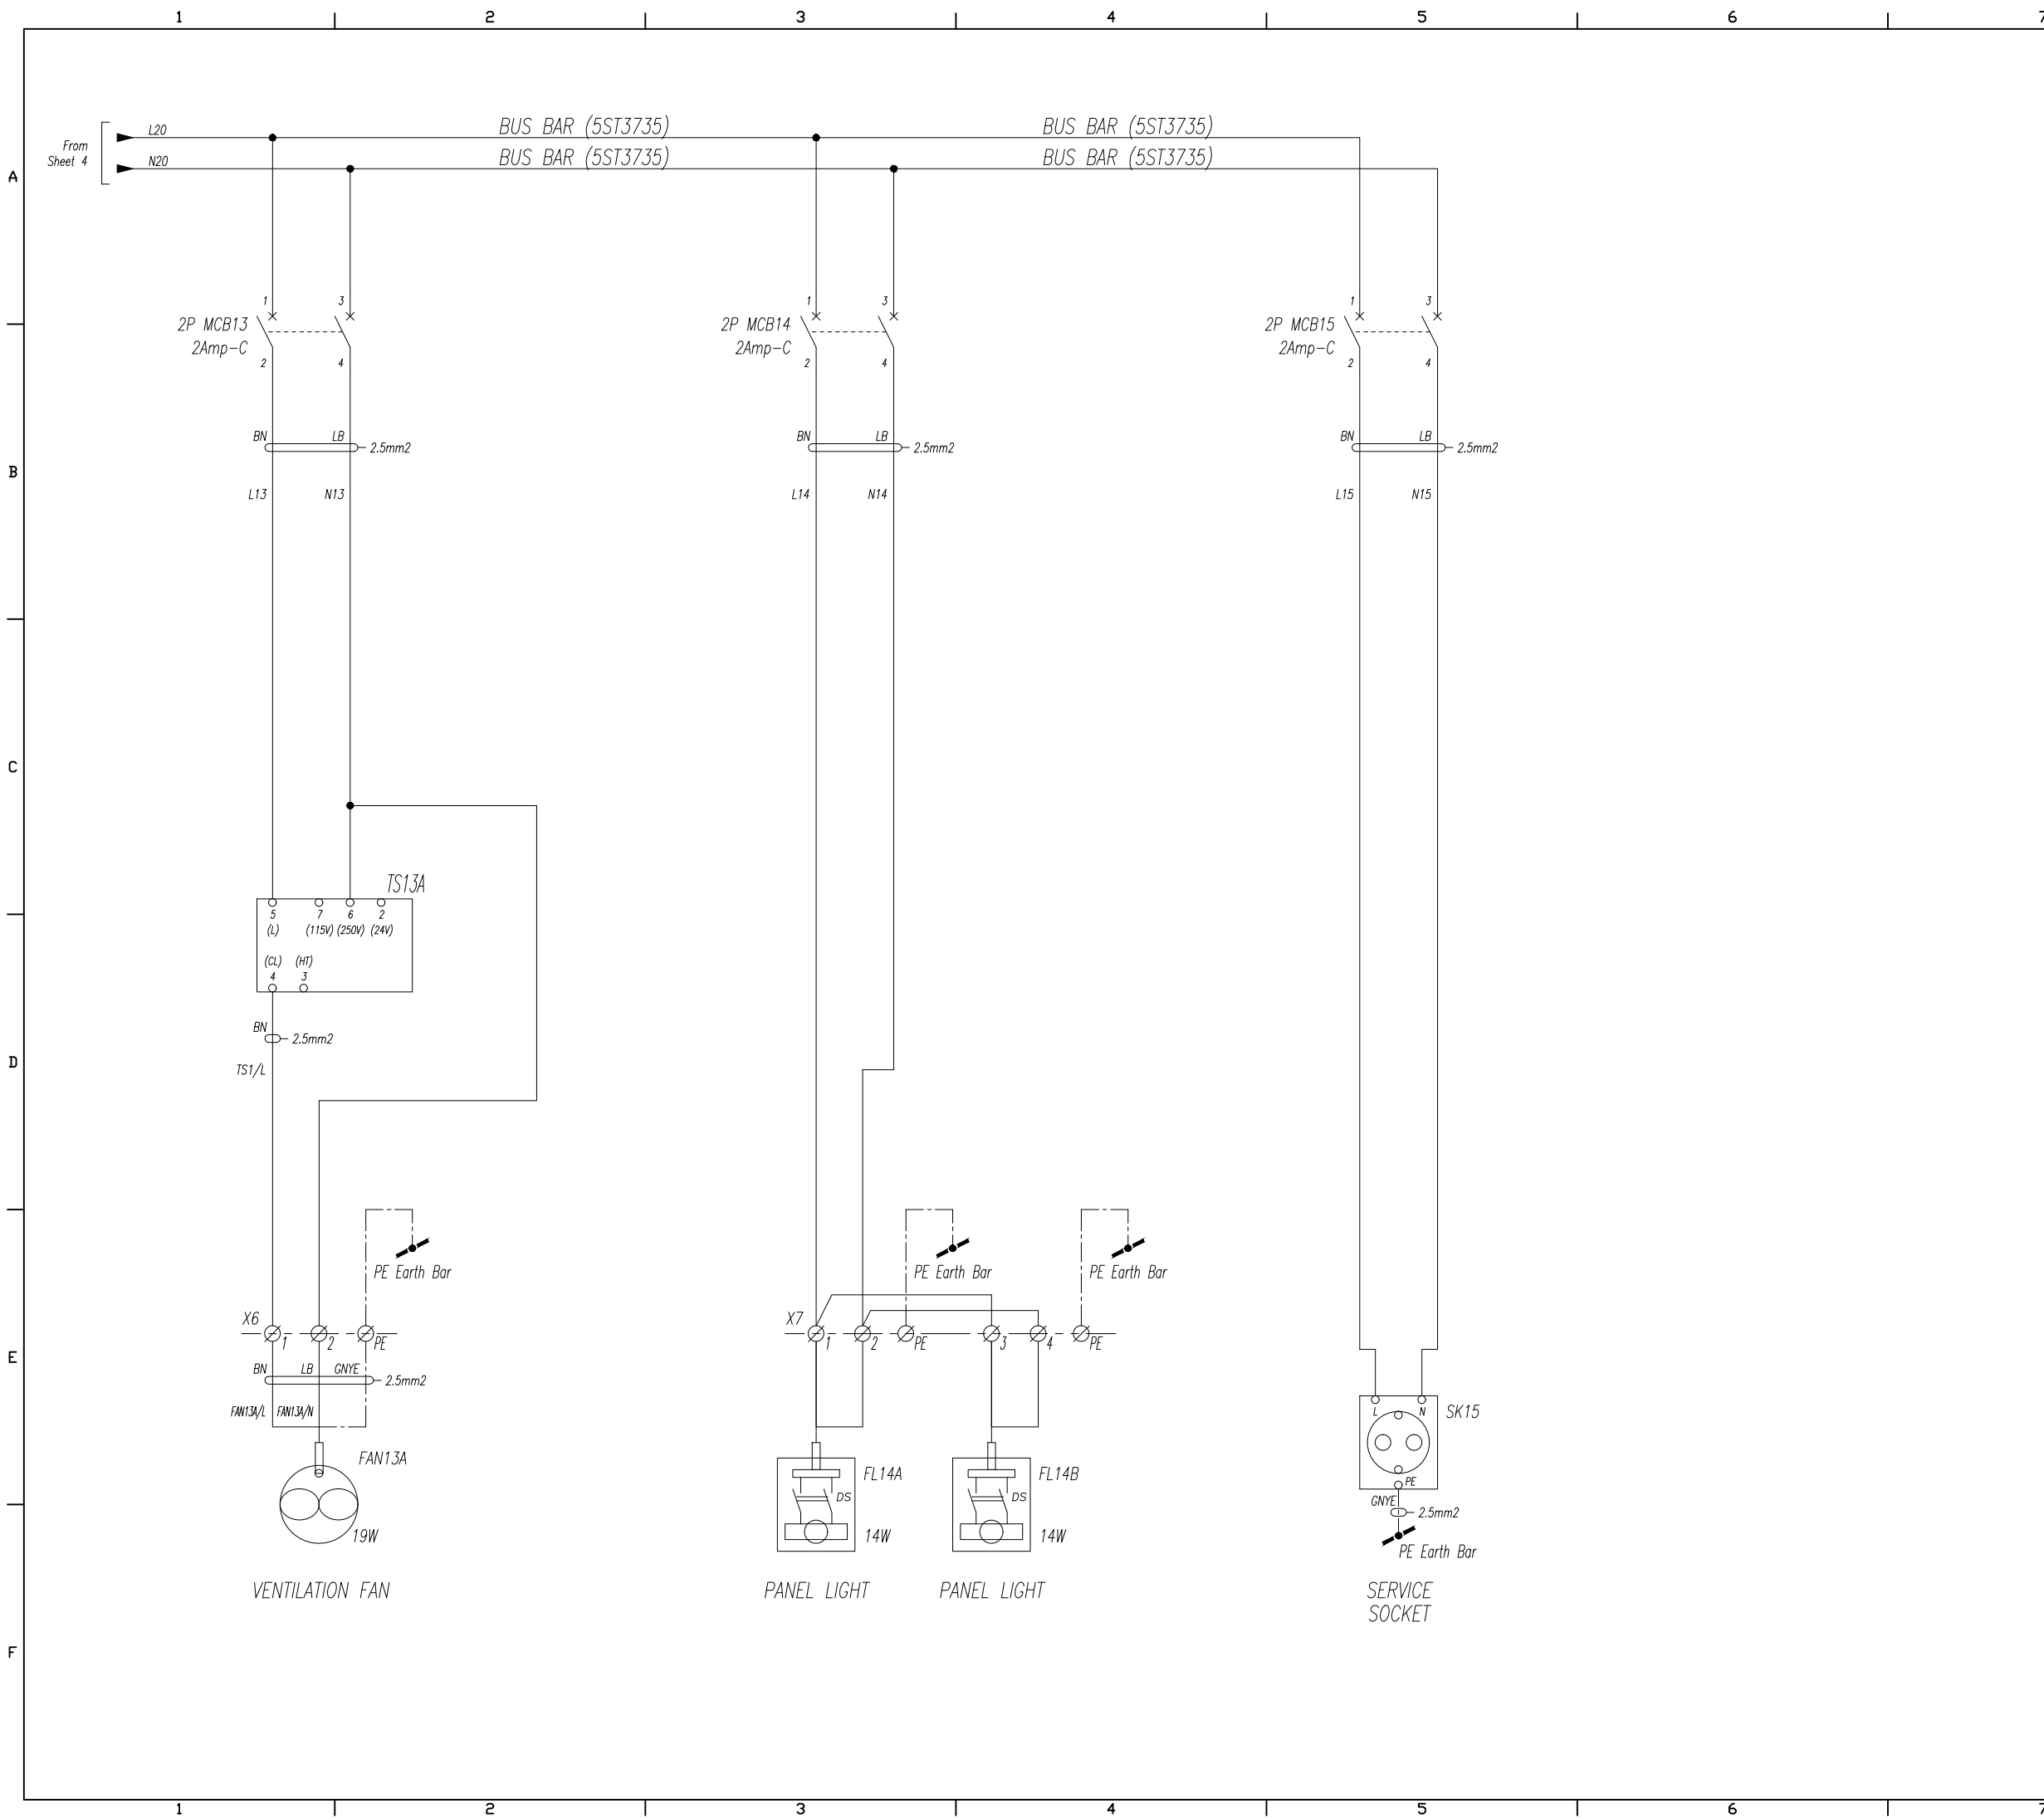 1 2 3 4 5 6 7
L20 BUS BAR (5ST3735) BUS BAR (5ST3735)
From
Sheet 4
N20 BUS BAR (5ST3735) BUS BAR (5ST3735)
A
1 3 1 3 1 3
2P MCB13 2P MCB14 2P MCB15
2Amp-C 2Amp-C 2Amp-C
2 4 2 4 2 4
BN LB 2.5mm2 BN LB 2.5mm2 BN LB 2.5mm2
B
L13 N13 L14 N14 L15 N15
C
TS13A
5 7 6 2
(L) (115V) (250V) (24V)
(CL) (HT)
4 3
BN 2.5mm2
D
TS1/L
PE Earth Bar PE Earth Bar PE Earth Bar
X6 X7
1 2 PE 1 2 PE 3 4 PE
E
BN LB GNYE 2.5mm2
FAN13A/L FAN13A/N
L N SK15
FAN13A
FL14A FL14B
PE
DS DS
GNYE 2.5mm2
19W 14W 14W
PE Earth Bar
VENTILATION FAN PANEL LIGHT PANEL LIGHT SERVICE
SOCKET
F
1 2 3 4 5 6 7